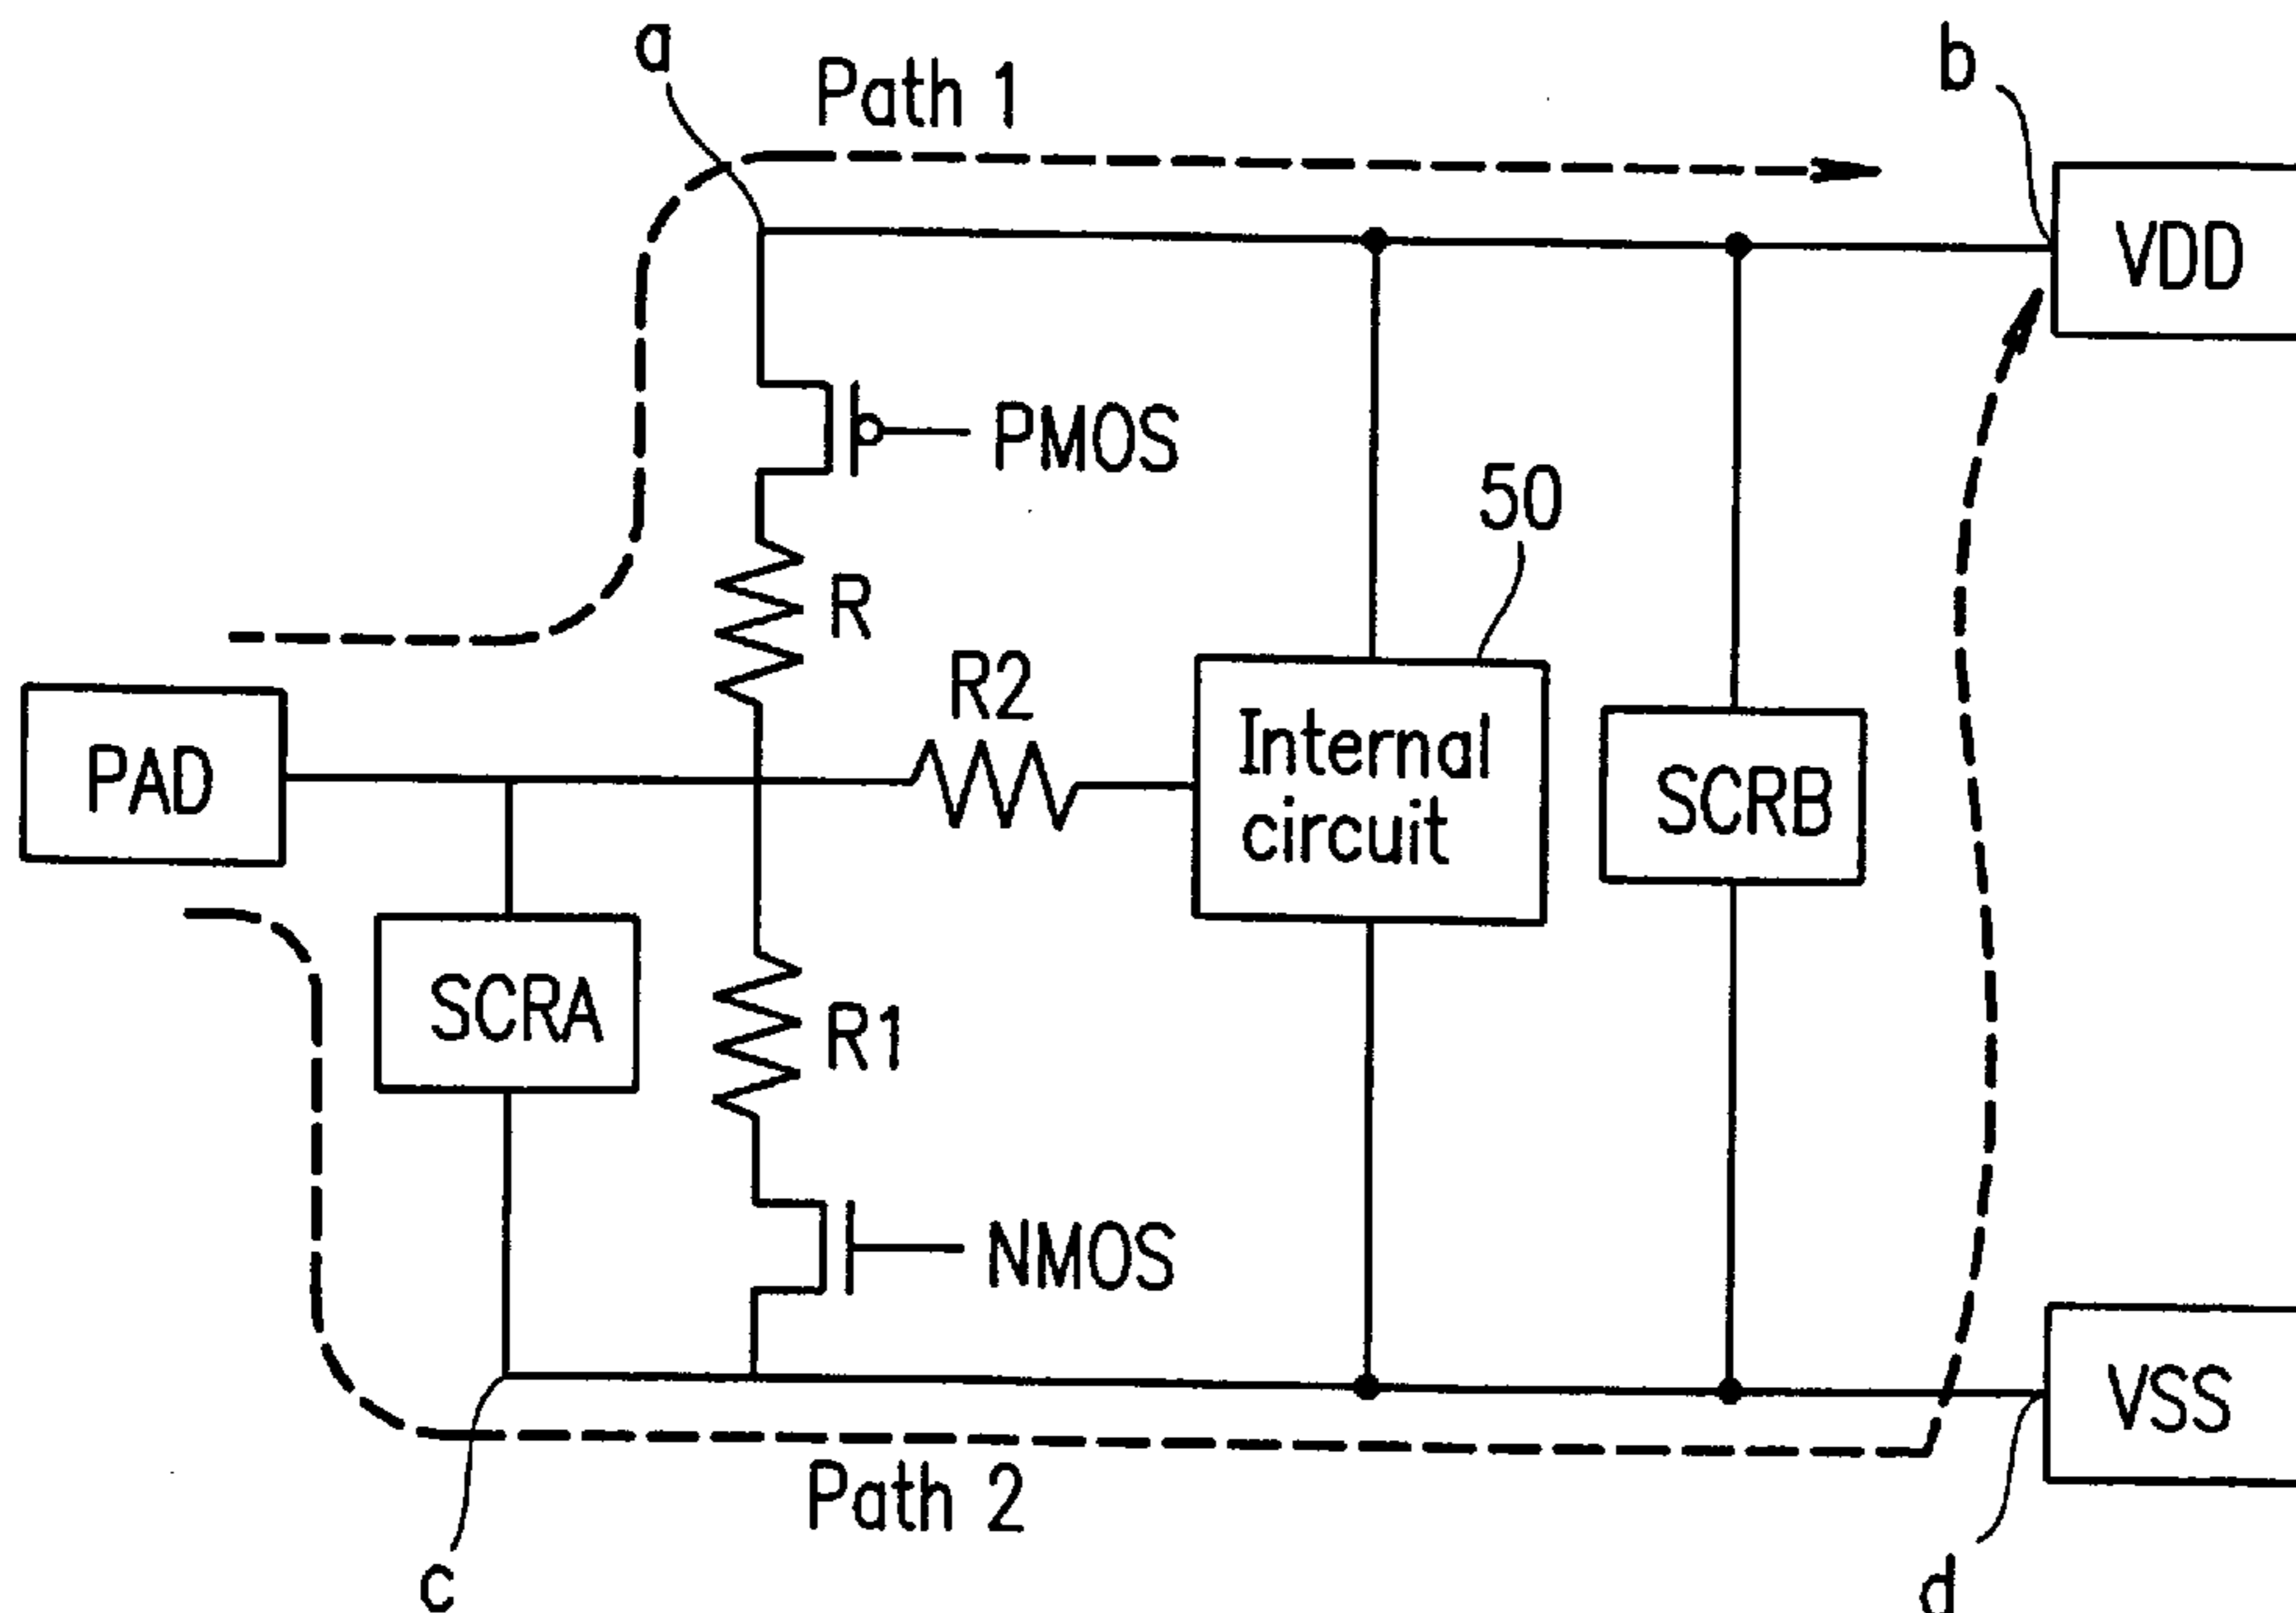 a
Path 1
b
VDD
PMOS
50
R
R2
PAD
Internal
circuit
SCRB
SCRA
R1
NMOS
VSS
Path 2
c
d